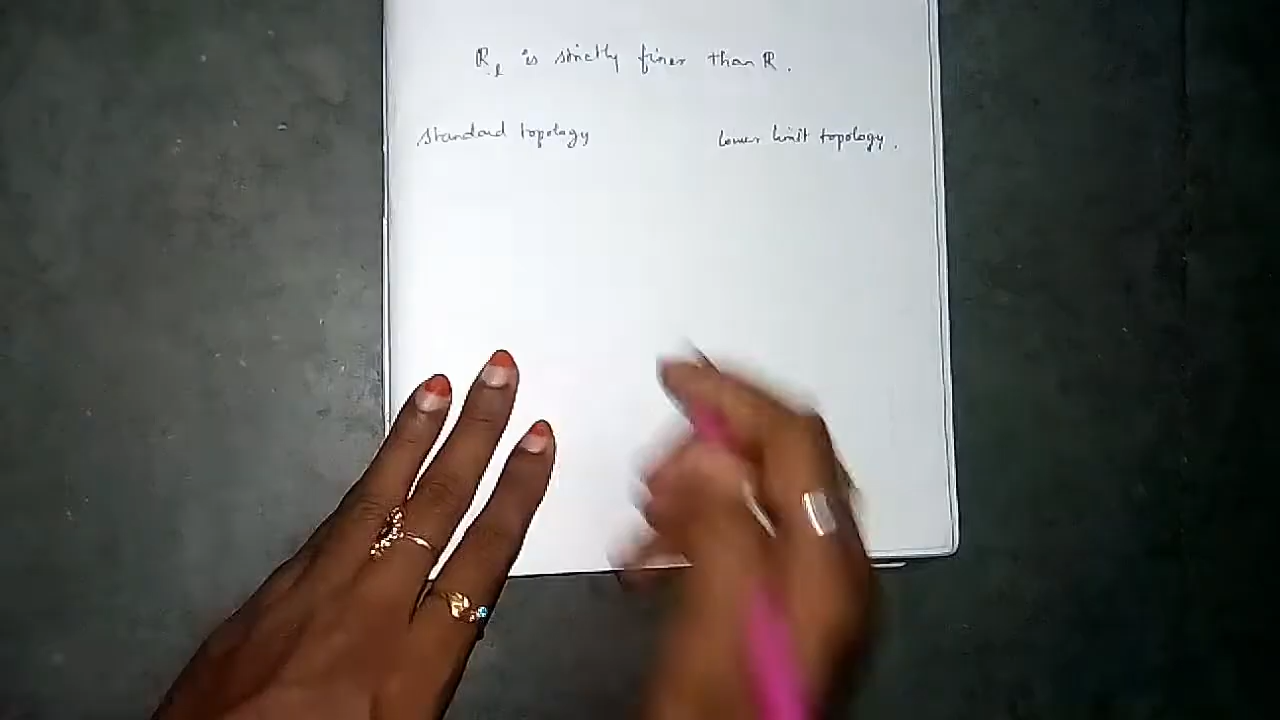 ℝℓ is strictly finer than ℝ.
Standard topology lower limit topology.